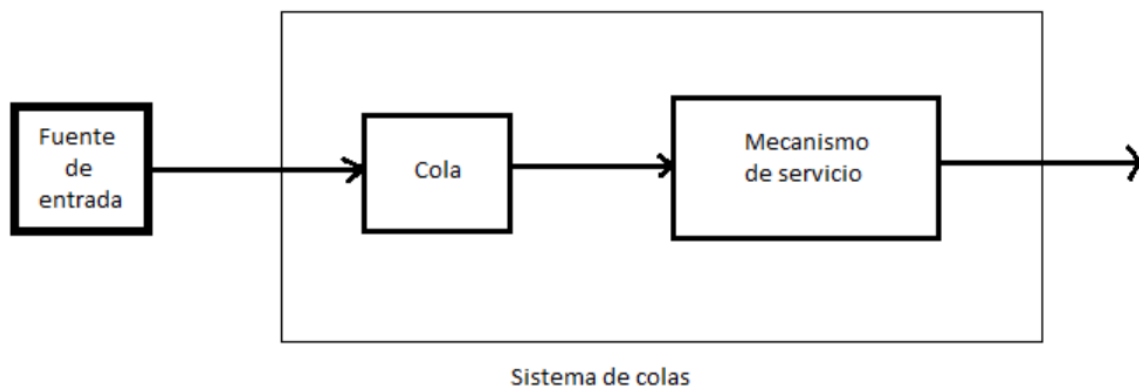 Fuente
de
entrada
Cola
Mecanismo
de servicio
Sistema de colas